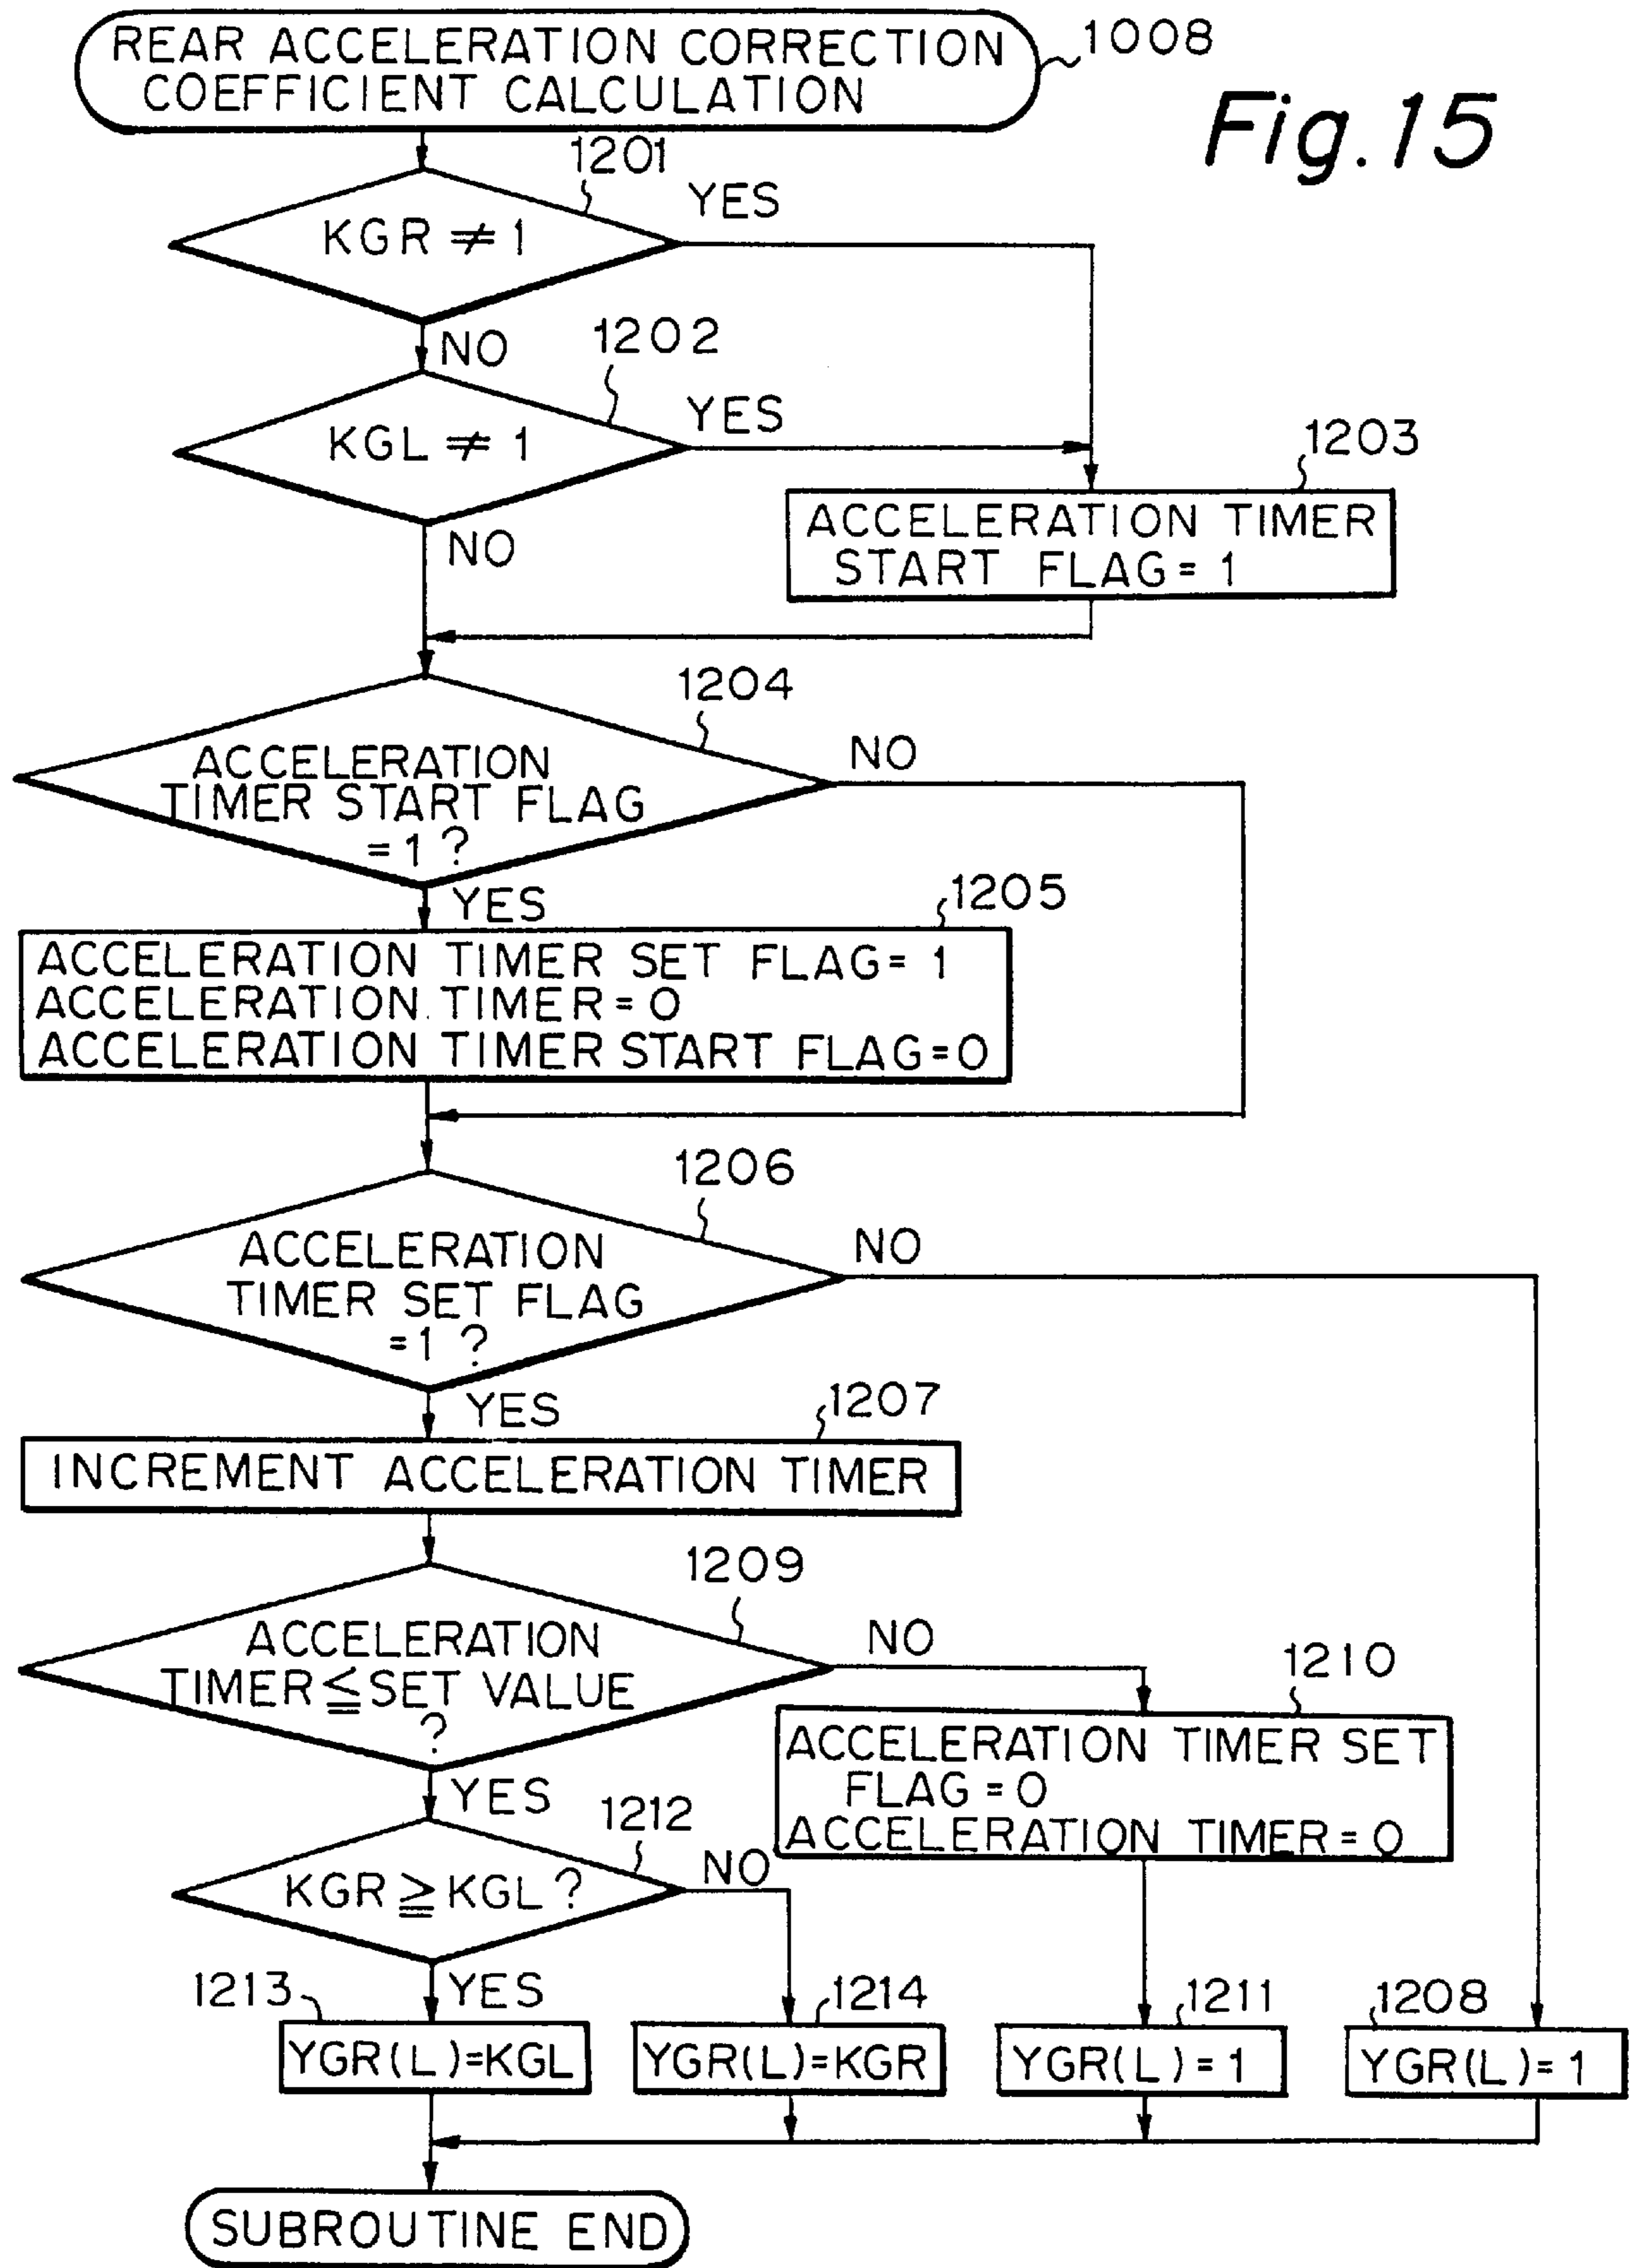 REAR ACCELERATION CORRECTION
COEFFICIENT CALCULATION
1008
Fig.15
1201
KGR ≠ 1
YES
NO
1202
KGL ≠ 1
YES
NO
1203
ACCELERATION TIMER
START FLAG = 1
1204
ACCELERATION
TIMER START FLAG
= 1 ?
NO
YES
1205
ACCELERATION TIMER SET FLAG = 1
ACCELERATION TIMER = 0
ACCELERATION TIMER START FLAG = 0
1206
ACCELERATION
TIMER SET FLAG
= 1 ?
NO
YES
1207
INCREMENT ACCELERATION TIMER
1209
ACCELERATION
TIMER ≦ SET VALUE
?
NO
YES
1210
ACCELERATION TIMER SET
FLAG = 0
ACCELERATION TIMER = 0
1212
KGR ≧ KGL ?
NO
YES
1213
YGR(L)=KGL
1214
YGR(L)=KGR
1211
YGR(L)= 1
1208
YGR(L)= 1
SUBROUTINE END